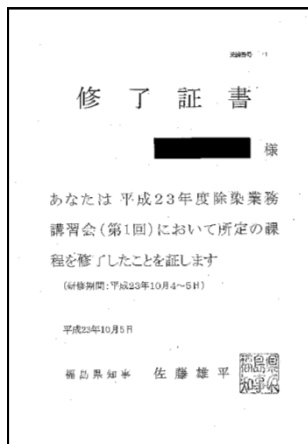 修了証書
様
あなたは平成23年度除染業務
講習会(第1回)において所定の課
程を修了したことを証します
(研修期間:平成23年10月4~5日)
平成23年10月5日
福島県知事 佐藤雄平